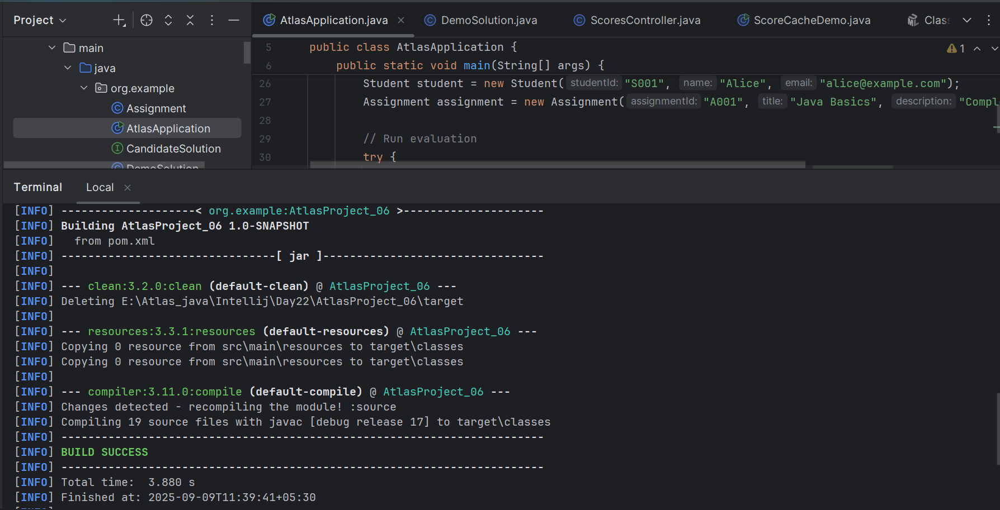 Project
AtlasApplication.java
DemoSolution.java
ScoresController.java
ScoreCacheDemo.java
main
java
org.example
Assignment
AtlasApplication
CandidateSolution
DemoSolution
1
5 public class AtlasApplication {
6 public static void main(String[] args) {
26 Student student = new Student( studentId: "S001", name: "Alice", email: "alice@example.com");
27 Assignment assignment = new Assignment( assignmentId: "A001", title: "Java Basics", description: "Compl
28
29 // Run evaluation
30 try {
Terminal Local
[INFO] --------------------< org.example:AtlasProject_06 >---------------------
[INFO] Building AtlasProject_06 1.0-SNAPSHOT
[INFO]   from pom.xml
[INFO] --------------------------------[ jar ]---------------------------------
[INFO]
[INFO] --- clean:3.2.0:clean (default-clean) @ AtlasProject_06 ---
[INFO] Deleting E:\Atlas_java\Intellij\Day22\AtlasProject_06\target
[INFO]
[INFO] --- resources:3.3.1:resources (default-resources) @ AtlasProject_06 ---
[INFO] Copying 0 resource from src\main\resources to target\classes
[INFO] Copying 0 resource from src\main\resources to target\classes
[INFO]
[INFO] --- compiler:3.11.0:compile (default-compile) @ AtlasProject_06 ---
[INFO] Changes detected - recompiling the module! :source
[INFO] Compiling 19 source files with javac [debug release 17] to target\classes
[INFO] ------------------------------------------------------------------------
[INFO] BUILD SUCCESS
[INFO] ------------------------------------------------------------------------
[INFO] Total time:  3.880 s
[INFO] Finished at: 2025-09-09T11:39:41+05:30